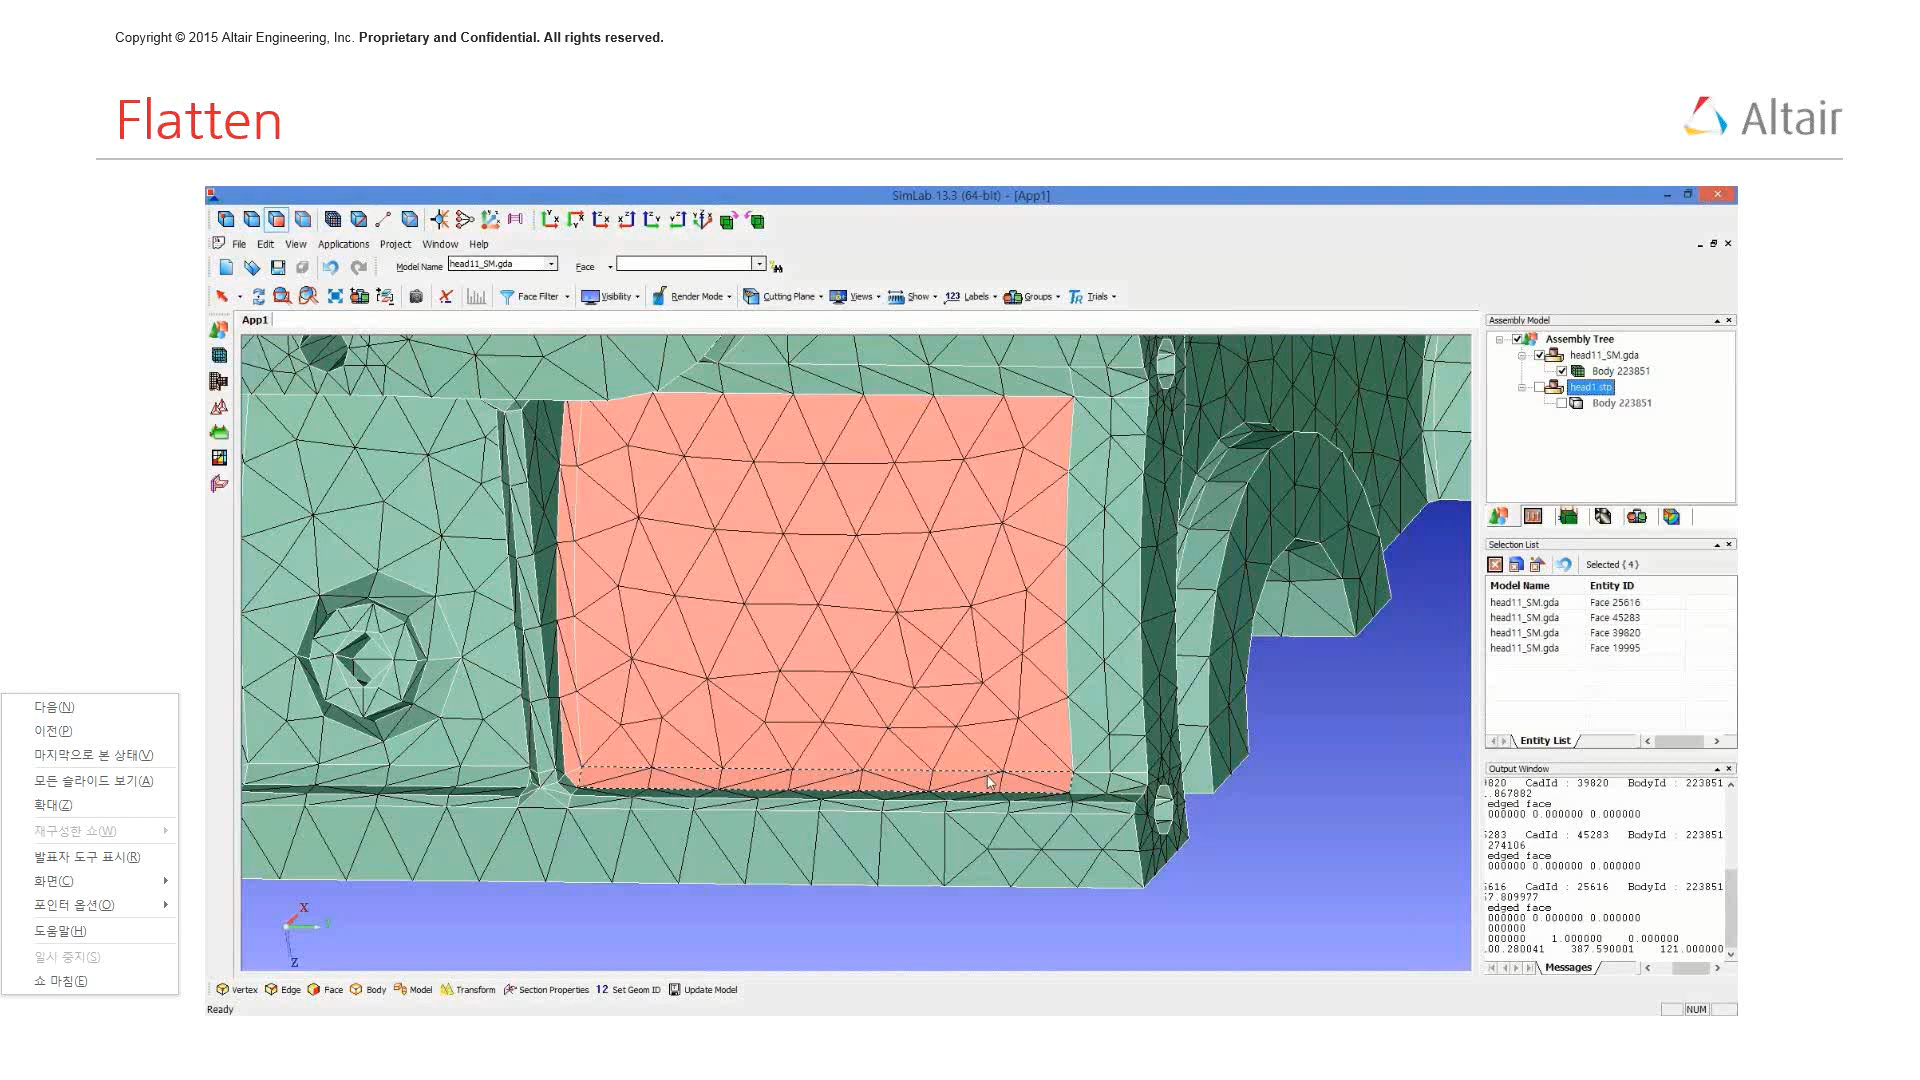 Copyright © 2015 Altair Engineering, Inc. Proprietary and Confidential. All rights reserved.
Flatten
Altair
SimLab 13.3 (64-bit) - [App1]
File Edit View Applications Project Window Help
Model Name head11_SM.gda Face
Face Filter Visibility Render Mode Cutting Plane Views Show 123 Labels Groups Trials
App1
Assembly Model
Assembly Tree
head11_SM.gda
Body 223851
head1.stp
Body 223851
Selection List
Selected { 4 }
Model Name Entity ID
head11_SM.gda Face 25616
head11_SM.gda Face 45283
head11_SM.gda Face 39820
head11_SM.gda Face 19995
Entity List
Output Window
9820 CadId : 39820 BodyId : 223851
.867882
edged face
000000 0.000000 0.000000
283 CadId : 45283 BodyId : 223851
274106
edged face
000000 0.000000 0.000000
5616 CadId : 25616 BodyId : 223851
7.809977
edged face
000000 0.000000 0.000000
000000
000000 1.000000 0.000000
00.280041 387.590001 121.000000
Messages
다음(N)
이전(P)
마지막으로 본 상태(V)
모든 슬라이드 보기(A)
확대(Z)
재구성한 쇼(W)
발표자 도구 표시(R)
화면(C)
포인터 옵션(O)
도움말(H)
일시 중지(S)
쇼 마침(E)
X
Y
Z
Vertex Edge Face Body Model Transform Section Properties 12 Set Geom ID Update Model
Ready
NUM